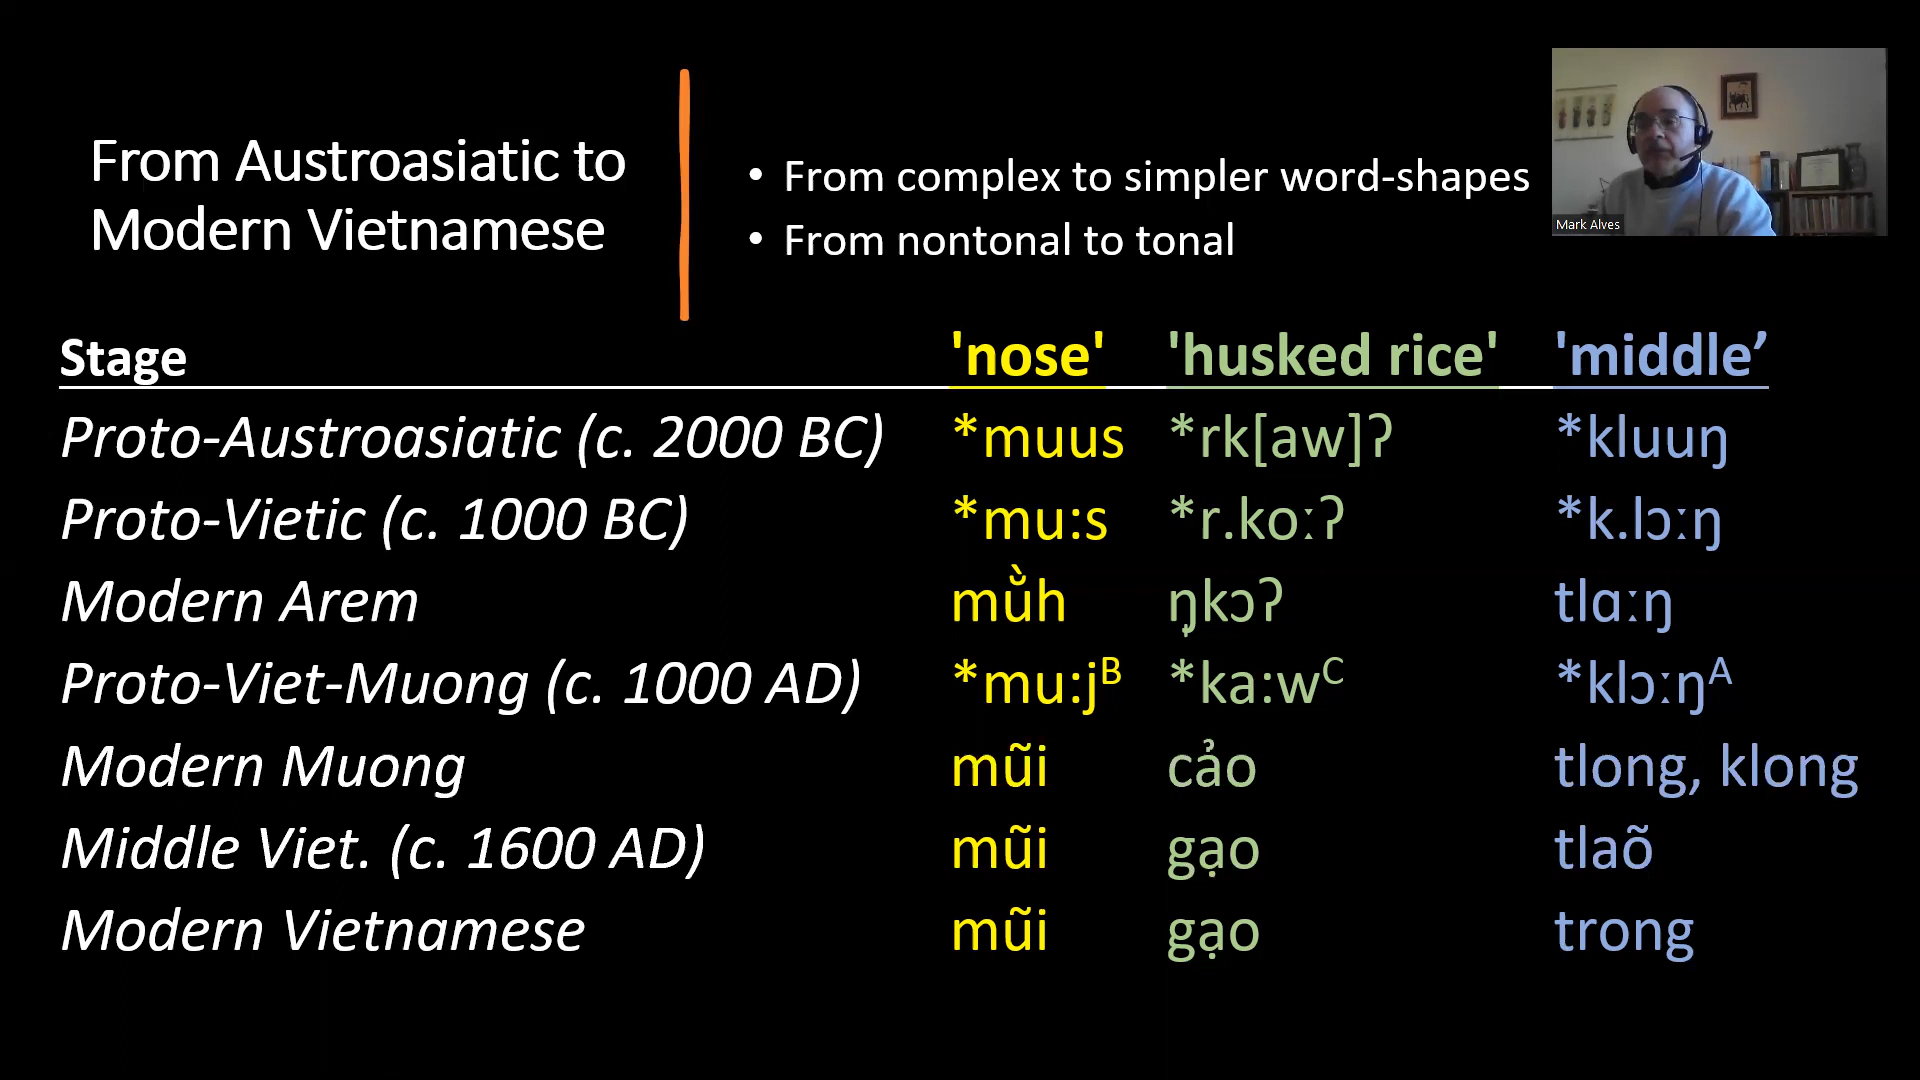 From Austroasiatic to
Modern Vietnamese
• From complex to simpler word-shapes
• From nontonal to tonal
Mark Alves
Stage 'nose' 'husked rice' 'middle’
Proto-Austroasiatic (c. 2000 BC) *muus *rk[aw]ʔ *kluuŋ
Proto-Vietic (c. 1000 BC) *mu:s *r.koːʔ *k.lɔːŋ
Modern Arem mṳ̀h ŋ̩kɔʔ tlɑːŋ
Proto-Viet-Muong (c. 1000 AD) *mu:jᴮ *ka:wꟲ *klɔːŋᴬ
Modern Muong mũi cảo tlong, klong
Middle Viet. (c. 1600 AD) mũi gạo tlaõ
Modern Vietnamese mũi gạo trong